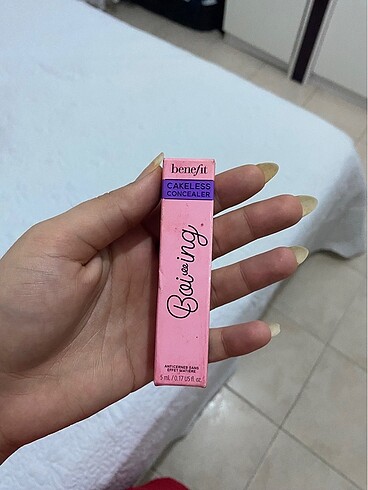 benefit
CAKELESS
CONCEALER
Boi-ing
ANTICERNES SANS
EFFET MATIÈRE
5 mL / 0.17 US fl. oz.